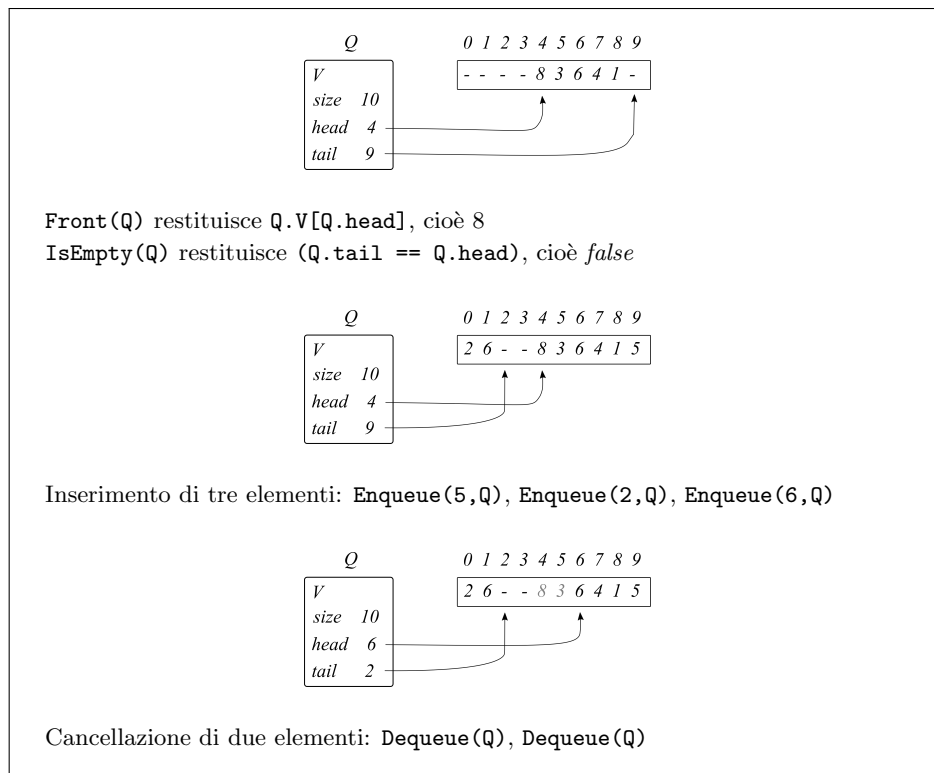 Q
0 1 2 3 4 5 6 7 8 9
V
- - - - 8 3 6 4 1 -
size 10
head 4
tail 9
Front(Q) restituisce Q.V[Q.head], cioè 8
IsEmpty(Q) restituisce (Q.tail == Q.head), cioè false
Q
0 1 2 3 4 5 6 7 8 9
V
2 6 - - 8 3 6 4 1 5
size 10
head 4
tail 9
Inserimento di tre elementi: Enqueue(5,Q), Enqueue(2,Q), Enqueue(6,Q)
Q
0 1 2 3 4 5 6 7 8 9
V
2 6 - - 8 3 6 4 1 5
size 10
head 6
tail 2
Cancellazione di due elementi: Dequeue(Q), Dequeue(Q)